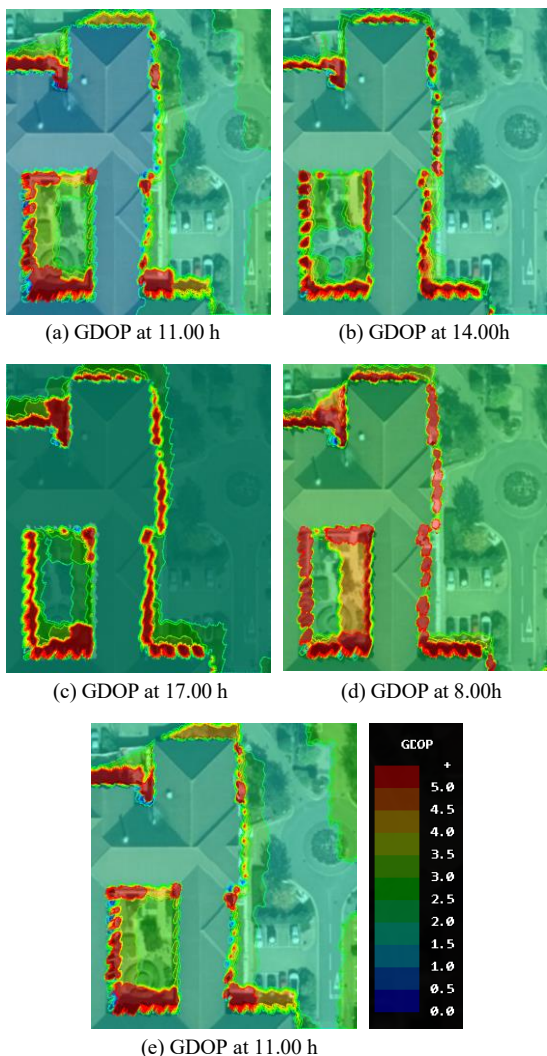 (a) GDOP at 11.00 h
(b) GDOP at 14.00h
(c) GDOP at 17.00 h
(d) GDOP at 8.00h
GDOP
+
5.0
4.5
4.0
3.5
3.0
2.5
2.0
1.5
1.0
0.5
0.0
(e) GDOP at 11.00 h